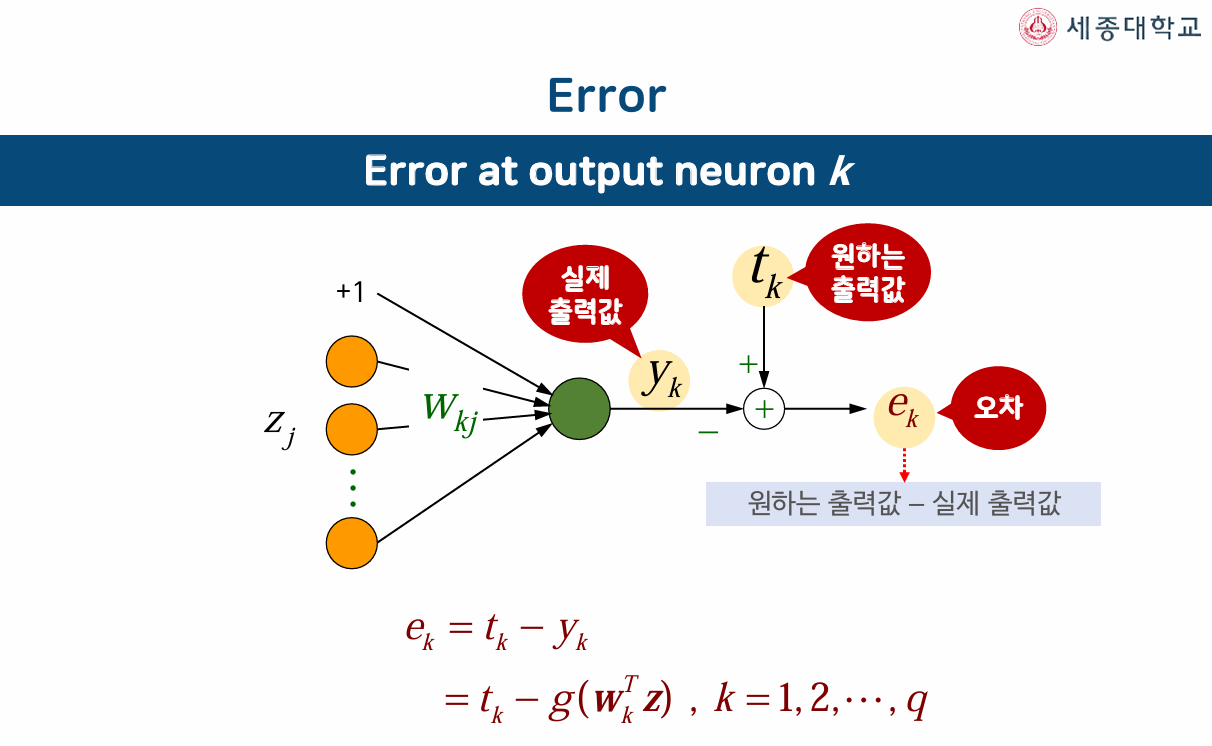 세종대학교
Error
Error at output neuron k
실제
출력값
t_k
원하는
출력값
+1
y_k
+
z_j
w_kj
+
e_k
오차
−
⋮
원하는 출력값 – 실제 출력값
e_k = t_k − y_k
= t_k − g(w_k^T z) , k = 1, 2, ⋯, q